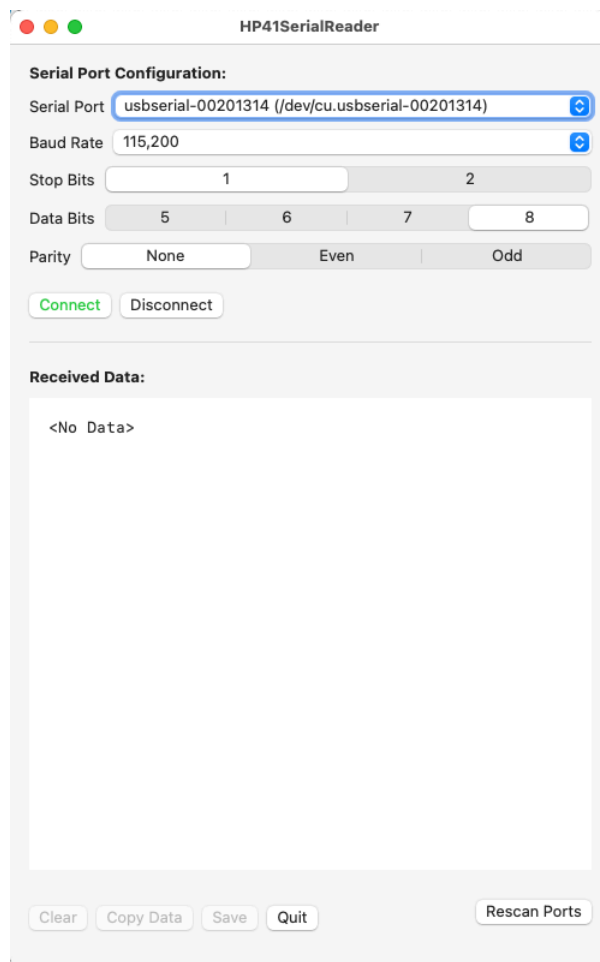 HP41SerialReader
Serial Port Configuration:
Serial Port usbserial-00201314 (/dev/cu.usbserial-00201314)
Baud Rate 115,200
Stop Bits 1 2
Data Bits 5 6 7 8
Parity None Even Odd
Connect Disconnect
Received Data:
<No Data>
Clear Copy Data Save Quit Rescan Ports